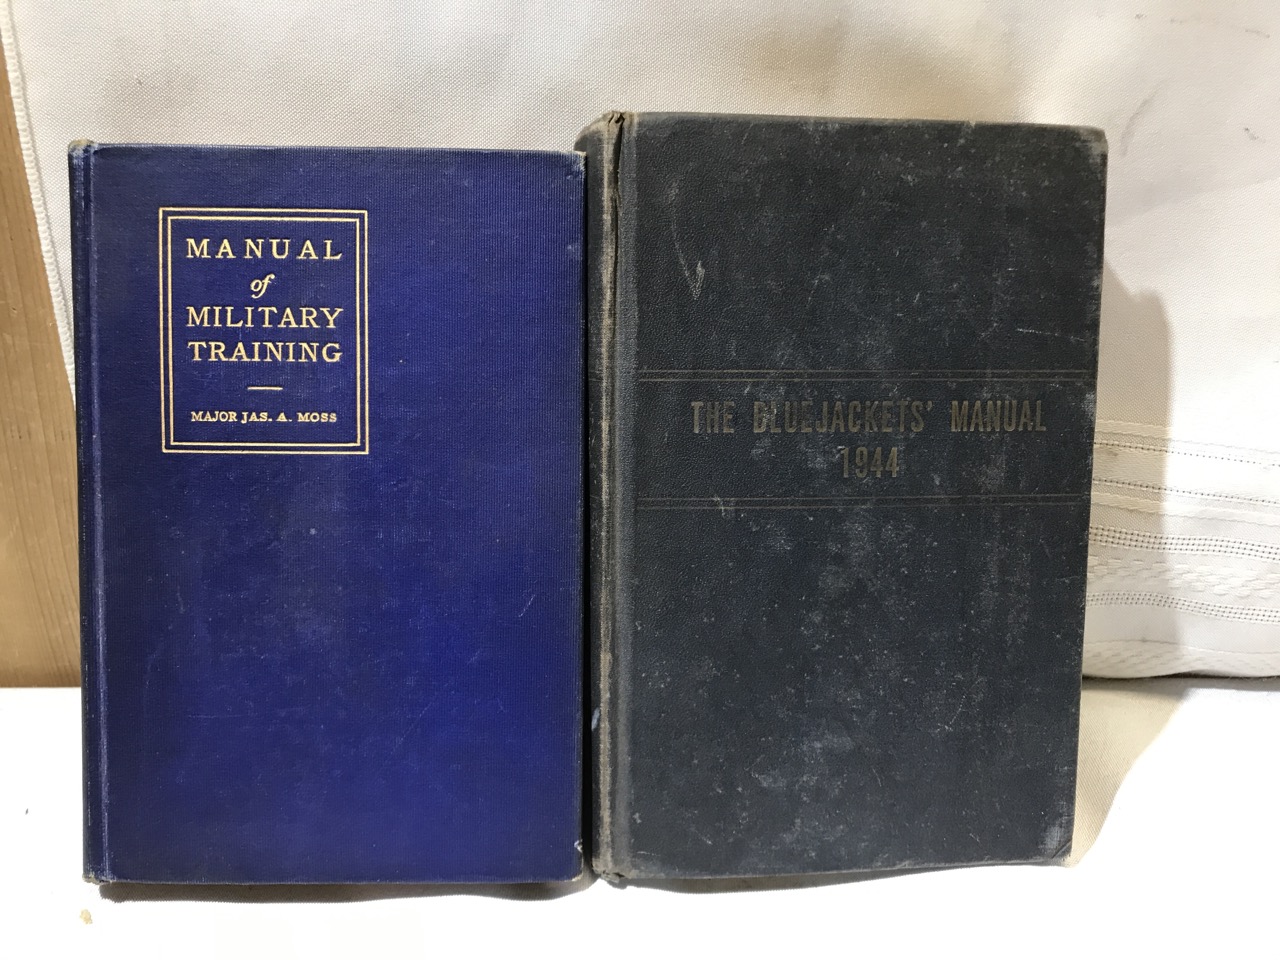 MANUAL
of
MILITARY
TRAINING
MAJOR JAS. A. MOSS
THE BLUEJACKETS' MANUAL
1944